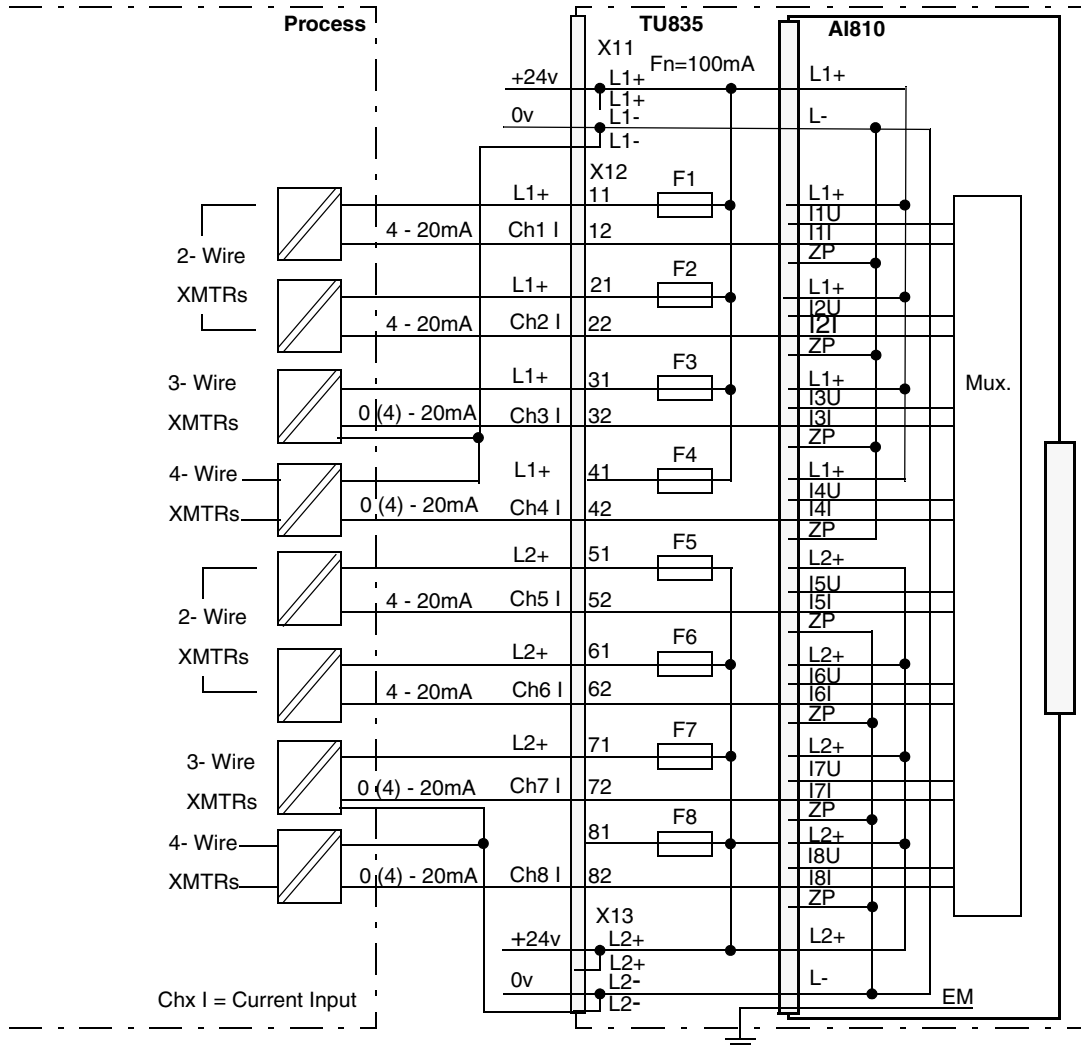 Process TU835 AI810
X11 Fn=100mA
+24v L1+ L1+
L1+
0v L1- L-
L1-
X12 F1
L1+ 11 L1+
I1U
4 - 20mA Ch1 I 12 I1I
2- Wire ZP
XMTRs L1+ 21 F2 L1+
I2U
4 - 20mA Ch2 I 22 I2I
ZP
3- Wire L1+ 31 F3 L1+ Mux.
I3U
XMTRs 0 (4) - 20mA Ch3 I 32 I3I
ZP
4- Wire L1+ 41 F4 L1+
I4U
XMTRs 0 (4) - 20mA Ch4 I 42 I4I
ZP
L2+ 51 F5 L2+
I5U
4 - 20mA Ch5 I 52 I5I
2- Wire ZP
XMTRs L2+ 61 F6 L2+
I6U
4 - 20mA Ch6 I 62 I6I
ZP
3- Wire L2+ 71 F7 L2+
I7U
XMTRs 0 (4) - 20mA Ch7 I 72 I7I
ZP
4- Wire 81 F8 L2+
I8U
XMTRs 0 (4) - 20mA Ch8 I 82 I8I
ZP
X13
+24v L2+ L2+
L2+
0v L2- L-
L2-
Chx I = Current Input EM